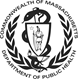 COMMONWEALTH OF MASSACHUSETTS
DEPARTMENT OF PUBLIC HEALTH